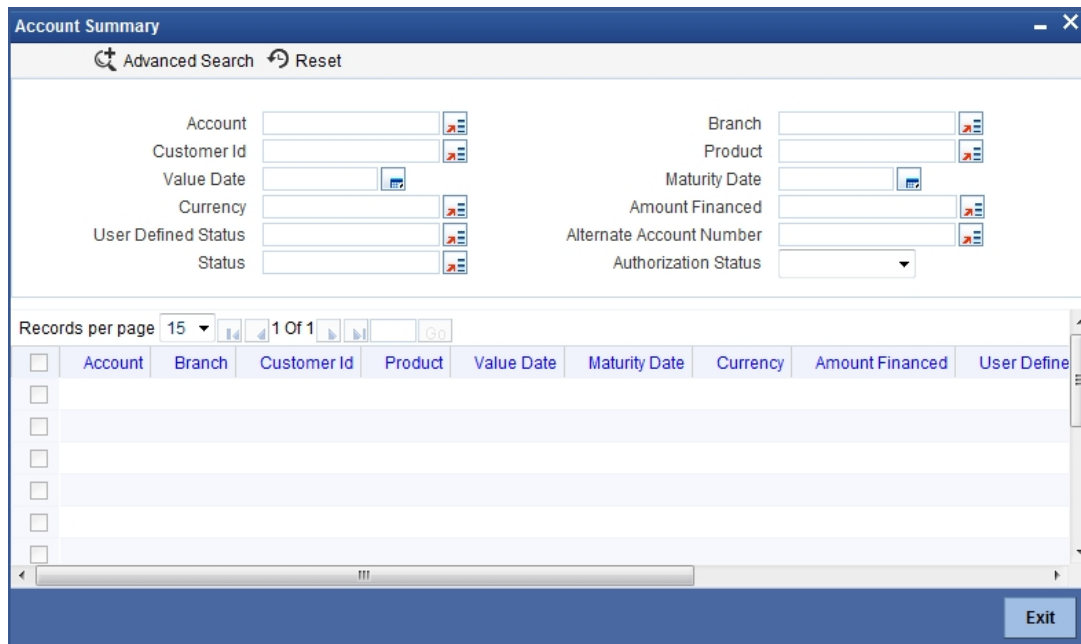 Account Summary
Advanced Search Reset
Account Branch
Customer Id Product
Value Date Maturity Date
Currency Amount Financed
User Defined Status Alternate Account Number
Status Authorization Status
Records per page 15 1 Of 1 Go
Account Branch Customer Id Product Value Date Maturity Date Currency Amount Financed User Define
Exit